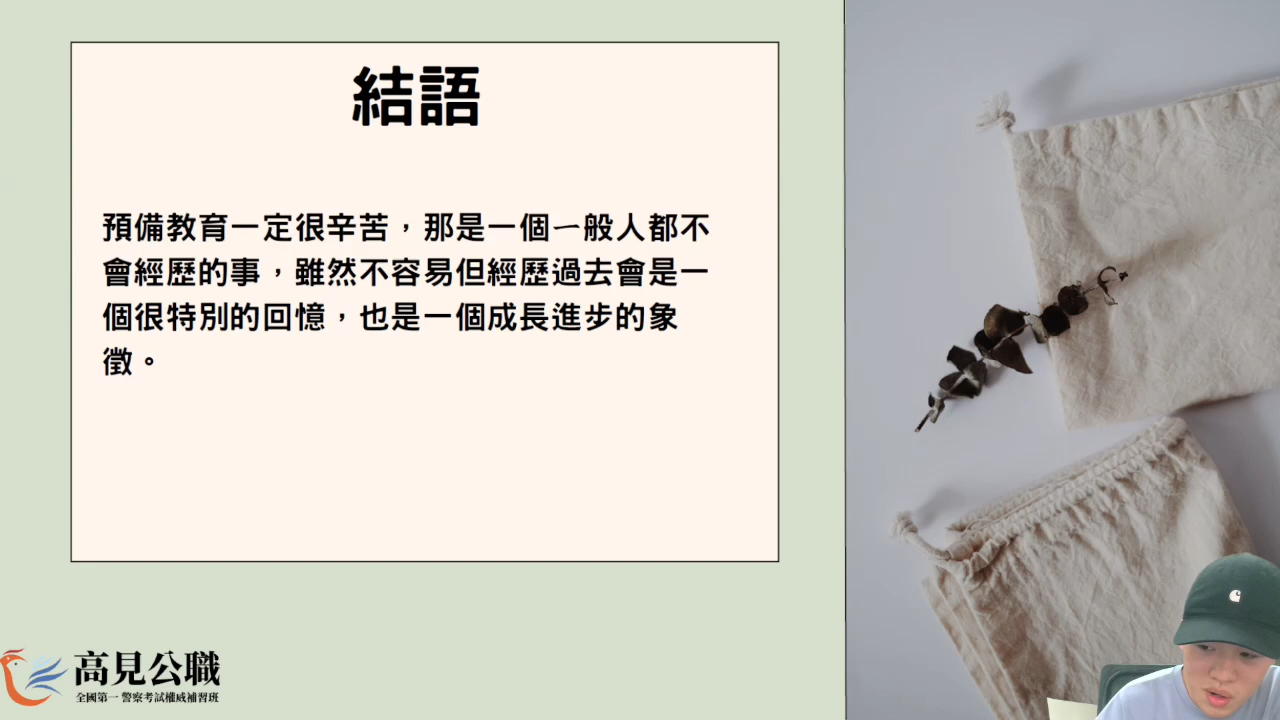 結語
預備教育一定很辛苦，那是一個一般人都不
會經歷的事，雖然不容易但經歷過去會是一
個很特別的回憶，也是一個成長進步的象
徵。
高見公職
全國第一 警察考試權威補習班